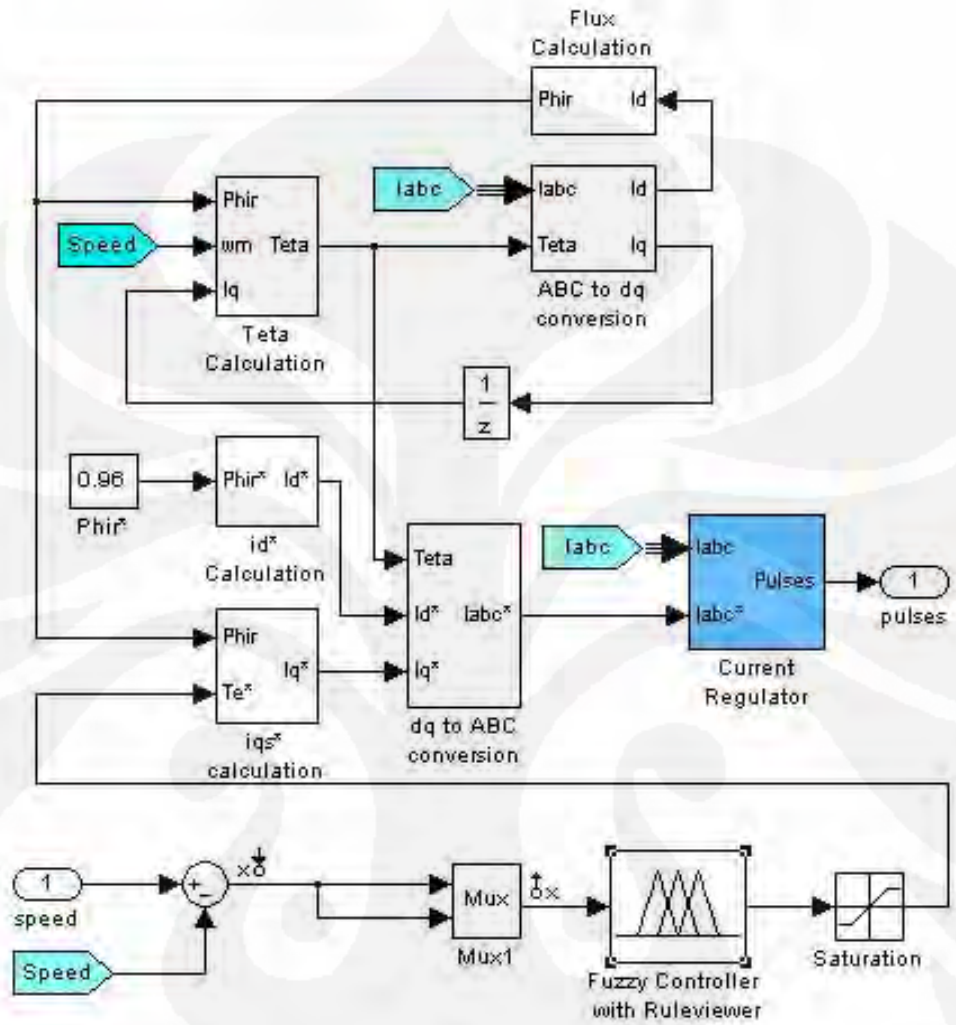 Flux
Calculation
Phir Id
Iabc
Iabc Id
Teta Iq
ABC to dq
conversion
Speed
Phir
wm Teta
Iq
Teta
Calculation
1
z
0.96
Phir*
Phir* Id*
id*
Calculation
Phir
Iq*
Te*
iqs*
calculation
Teta
Id* Iabc*
Iq*
dq to ABC
conversion
Iabc
Iabc
Pulses
Iabc*
Current
Regulator
1
pulses
1
speed
Speed
+
-
x
Mux
Mux1
x
Fuzzy Controller
with Ruleviewer
Saturation